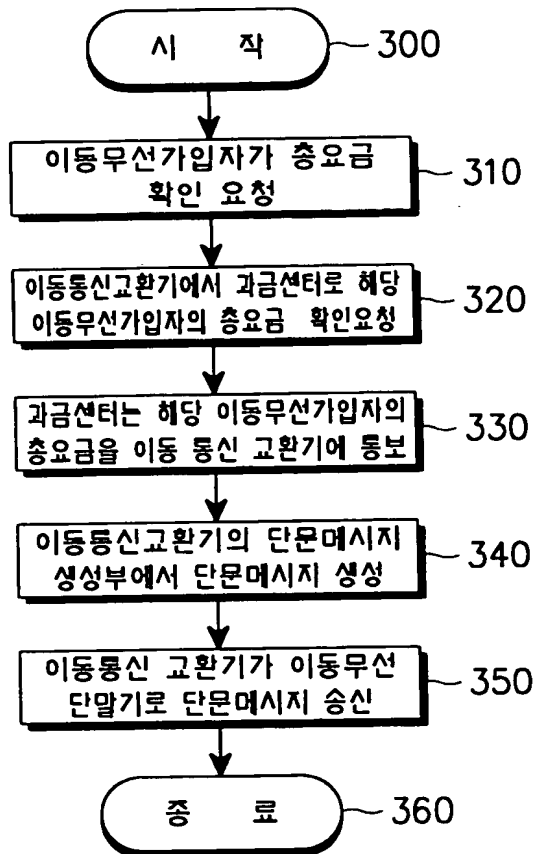 시 작
300
이동무선가입자가 총요금
확인 요청
310
이동통신교환기에서 과금센터로 해당
이동무선가입자의 총요금 확인요청
320
과금센터는 해당 이동무선가입자의
총요금을 이동 통신 교환기에 통보
330
이동통신교환기의 단문메시지
생성부에서 단문메시지 생성
340
이동통신 교환기가 이동무선
단말기로 단문메시지 송신
350
종 료
360